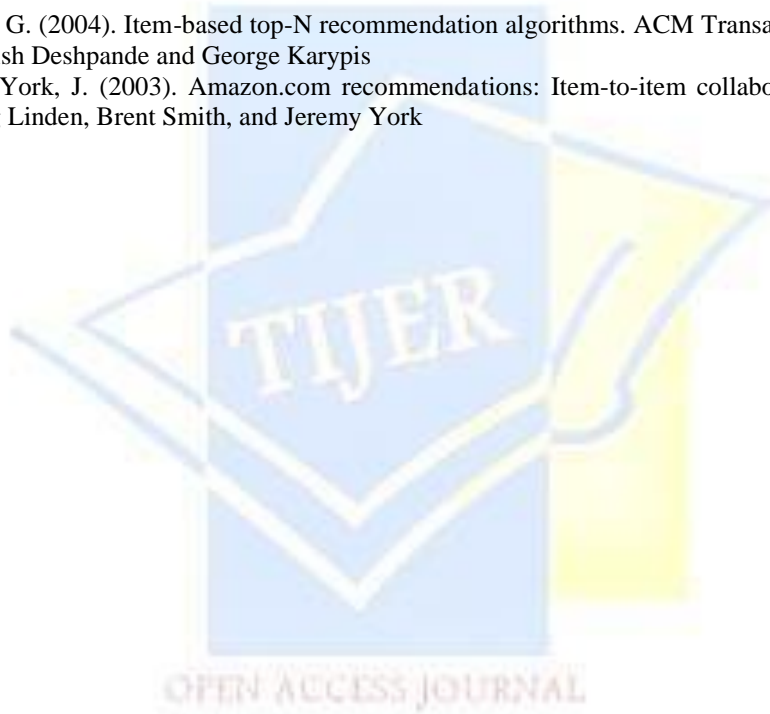 G. (2004). Item-based top-N recommendation algorithms. ACM Transa
sh Deshpande and George Karypis
York, J. (2003). Amazon.com recommendations: Item-to-item collabo
Linden, Brent Smith, and Jeremy York
TIJER
OPEN ACCESS JOURNAL